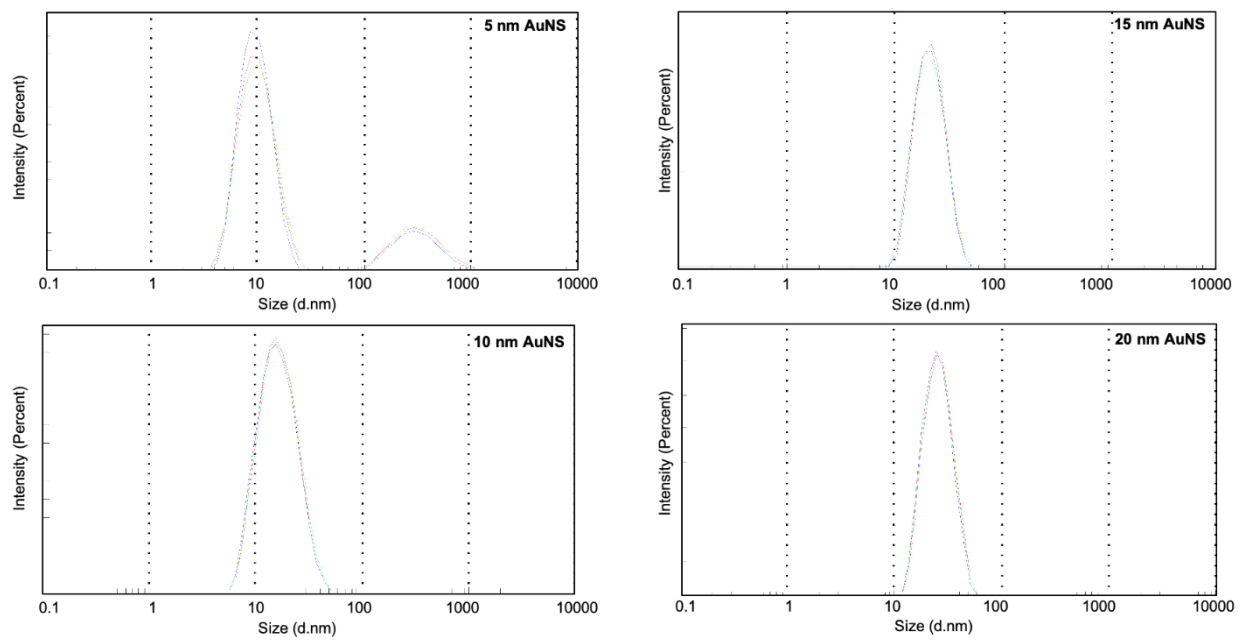 5 nm AuNS
Intensity (Percent)
0.1 1 10 100 1000 10000
Size (d.nm)
15 nm AuNS
Intensity (Percent)
0.1 1 10 100 1000 10000
Size (d.nm)
10 nm AuNS
Intensity (Percent)
0.1 1 10 100 1000 10000
Size (d.nm)
20 nm AuNS
Intensity (Percent)
0.1 1 10 100 1000 10000
Size (d.nm)